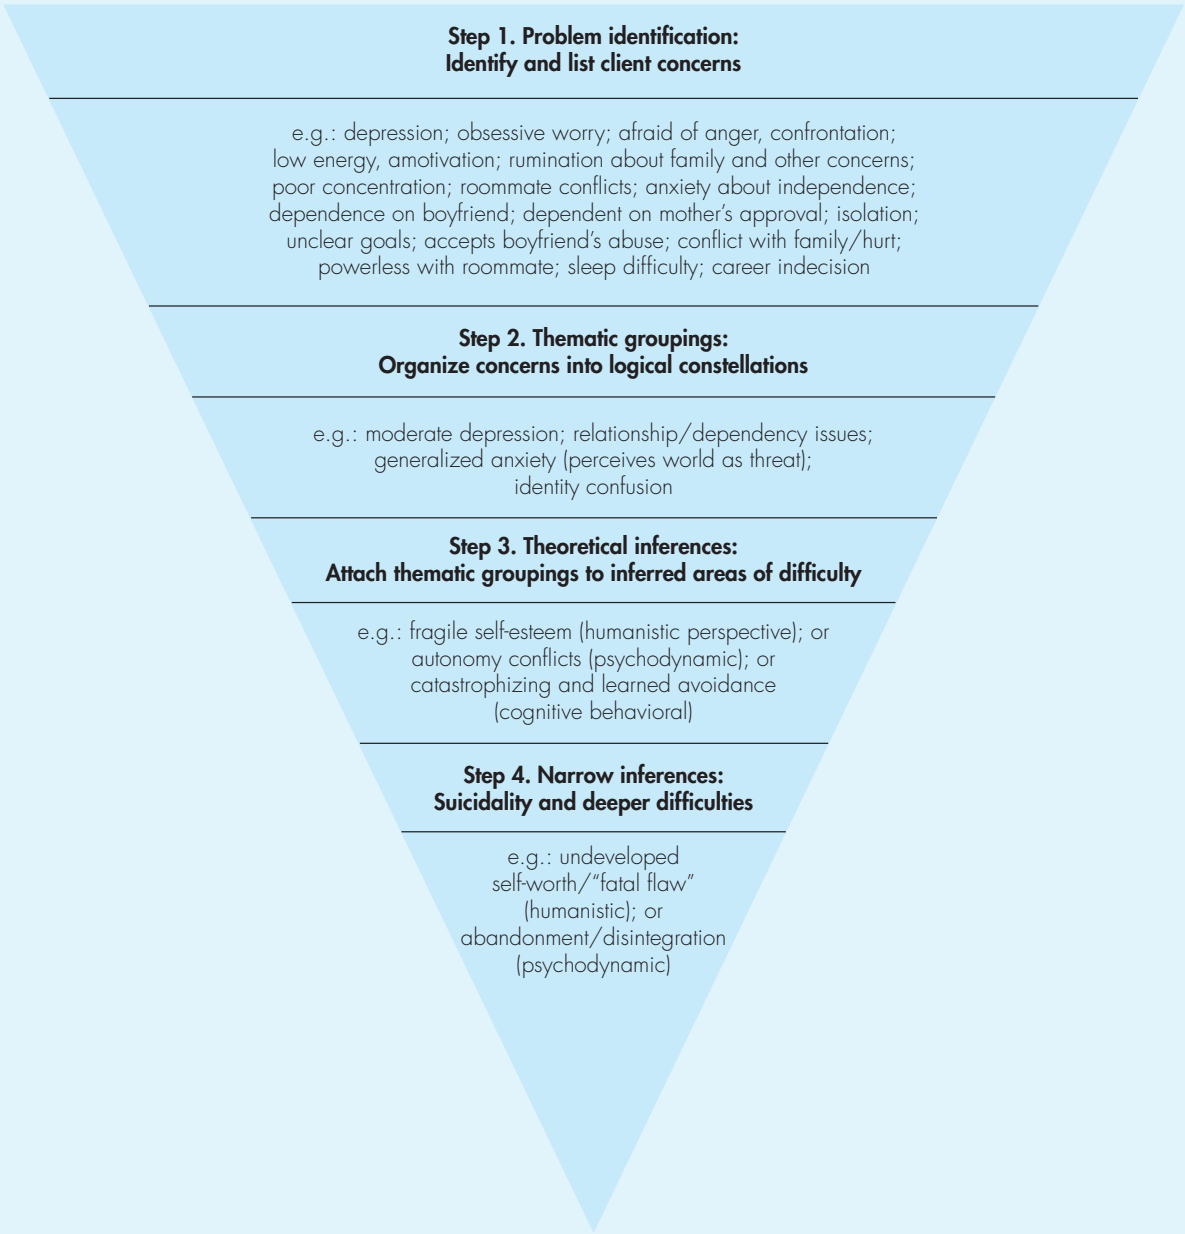 Step 1. Problem identification:
Identify and list client concerns
e.g.: depression; obsessive worry; afraid of anger, confrontation;
low energy, amotivation; rumination about family and other concerns;
poor concentration; roommate conflicts; anxiety about independence;
dependence on boyfriend; dependent on mother's approval; isolation;
unclear goals; accepts boyfriend's abuse; conflict with family/hurt;
powerless with roommate; sleep difficulty; career indecision
Step 2. Thematic groupings:
Organize concerns into logical constellations
e.g.: moderate depression; relationship/dependency issues;
generalized anxiety (perceives world as threat);
identity confusion
Step 3. Theoretical inferences:
Attach thematic groupings to inferred areas of difficulty
e.g.: fragile self-esteem (humanistic perspective); or
autonomy conflicts (psychodynamic); or
catastrophizing and learned avoidance
(cognitive behavioral)
Step 4. Narrow inferences:
Suicidality and deeper difficulties
e.g.: undeveloped
self-worth/“fatal flaw”
(humanistic); or
abandonment/disintegration
(psychodynamic)